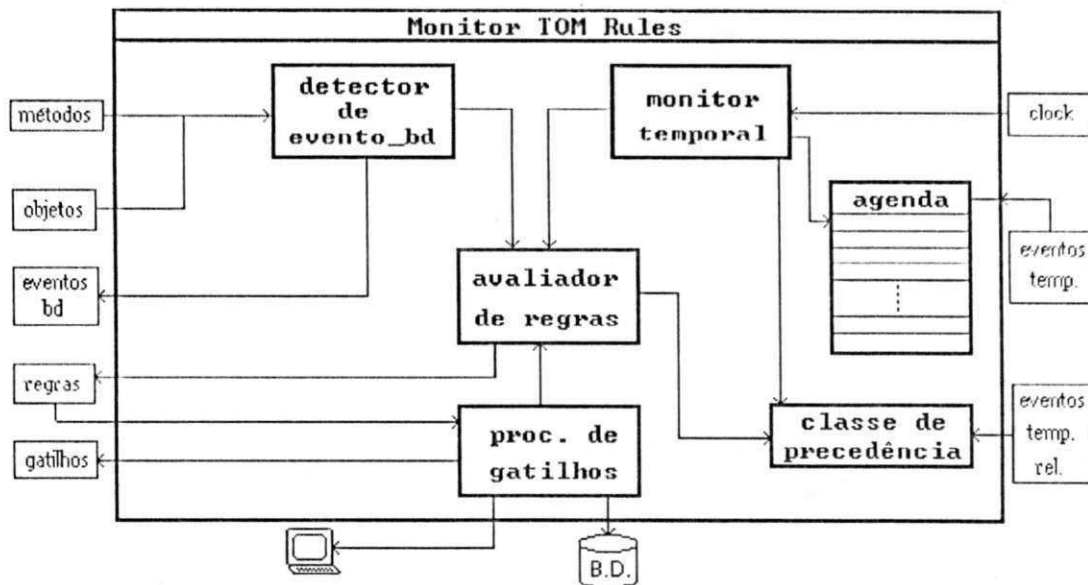 Monitor TOM Rules
detector
de
evento_bd
monitor
temporal
métodos
clock
objetos
agenda
eventos
bd
eventos
temp.
avaliador
de regras
regras
gatilhos
proc. de
gatilhos
classe de
precedência
eventos
temp.
rel.
B.D.